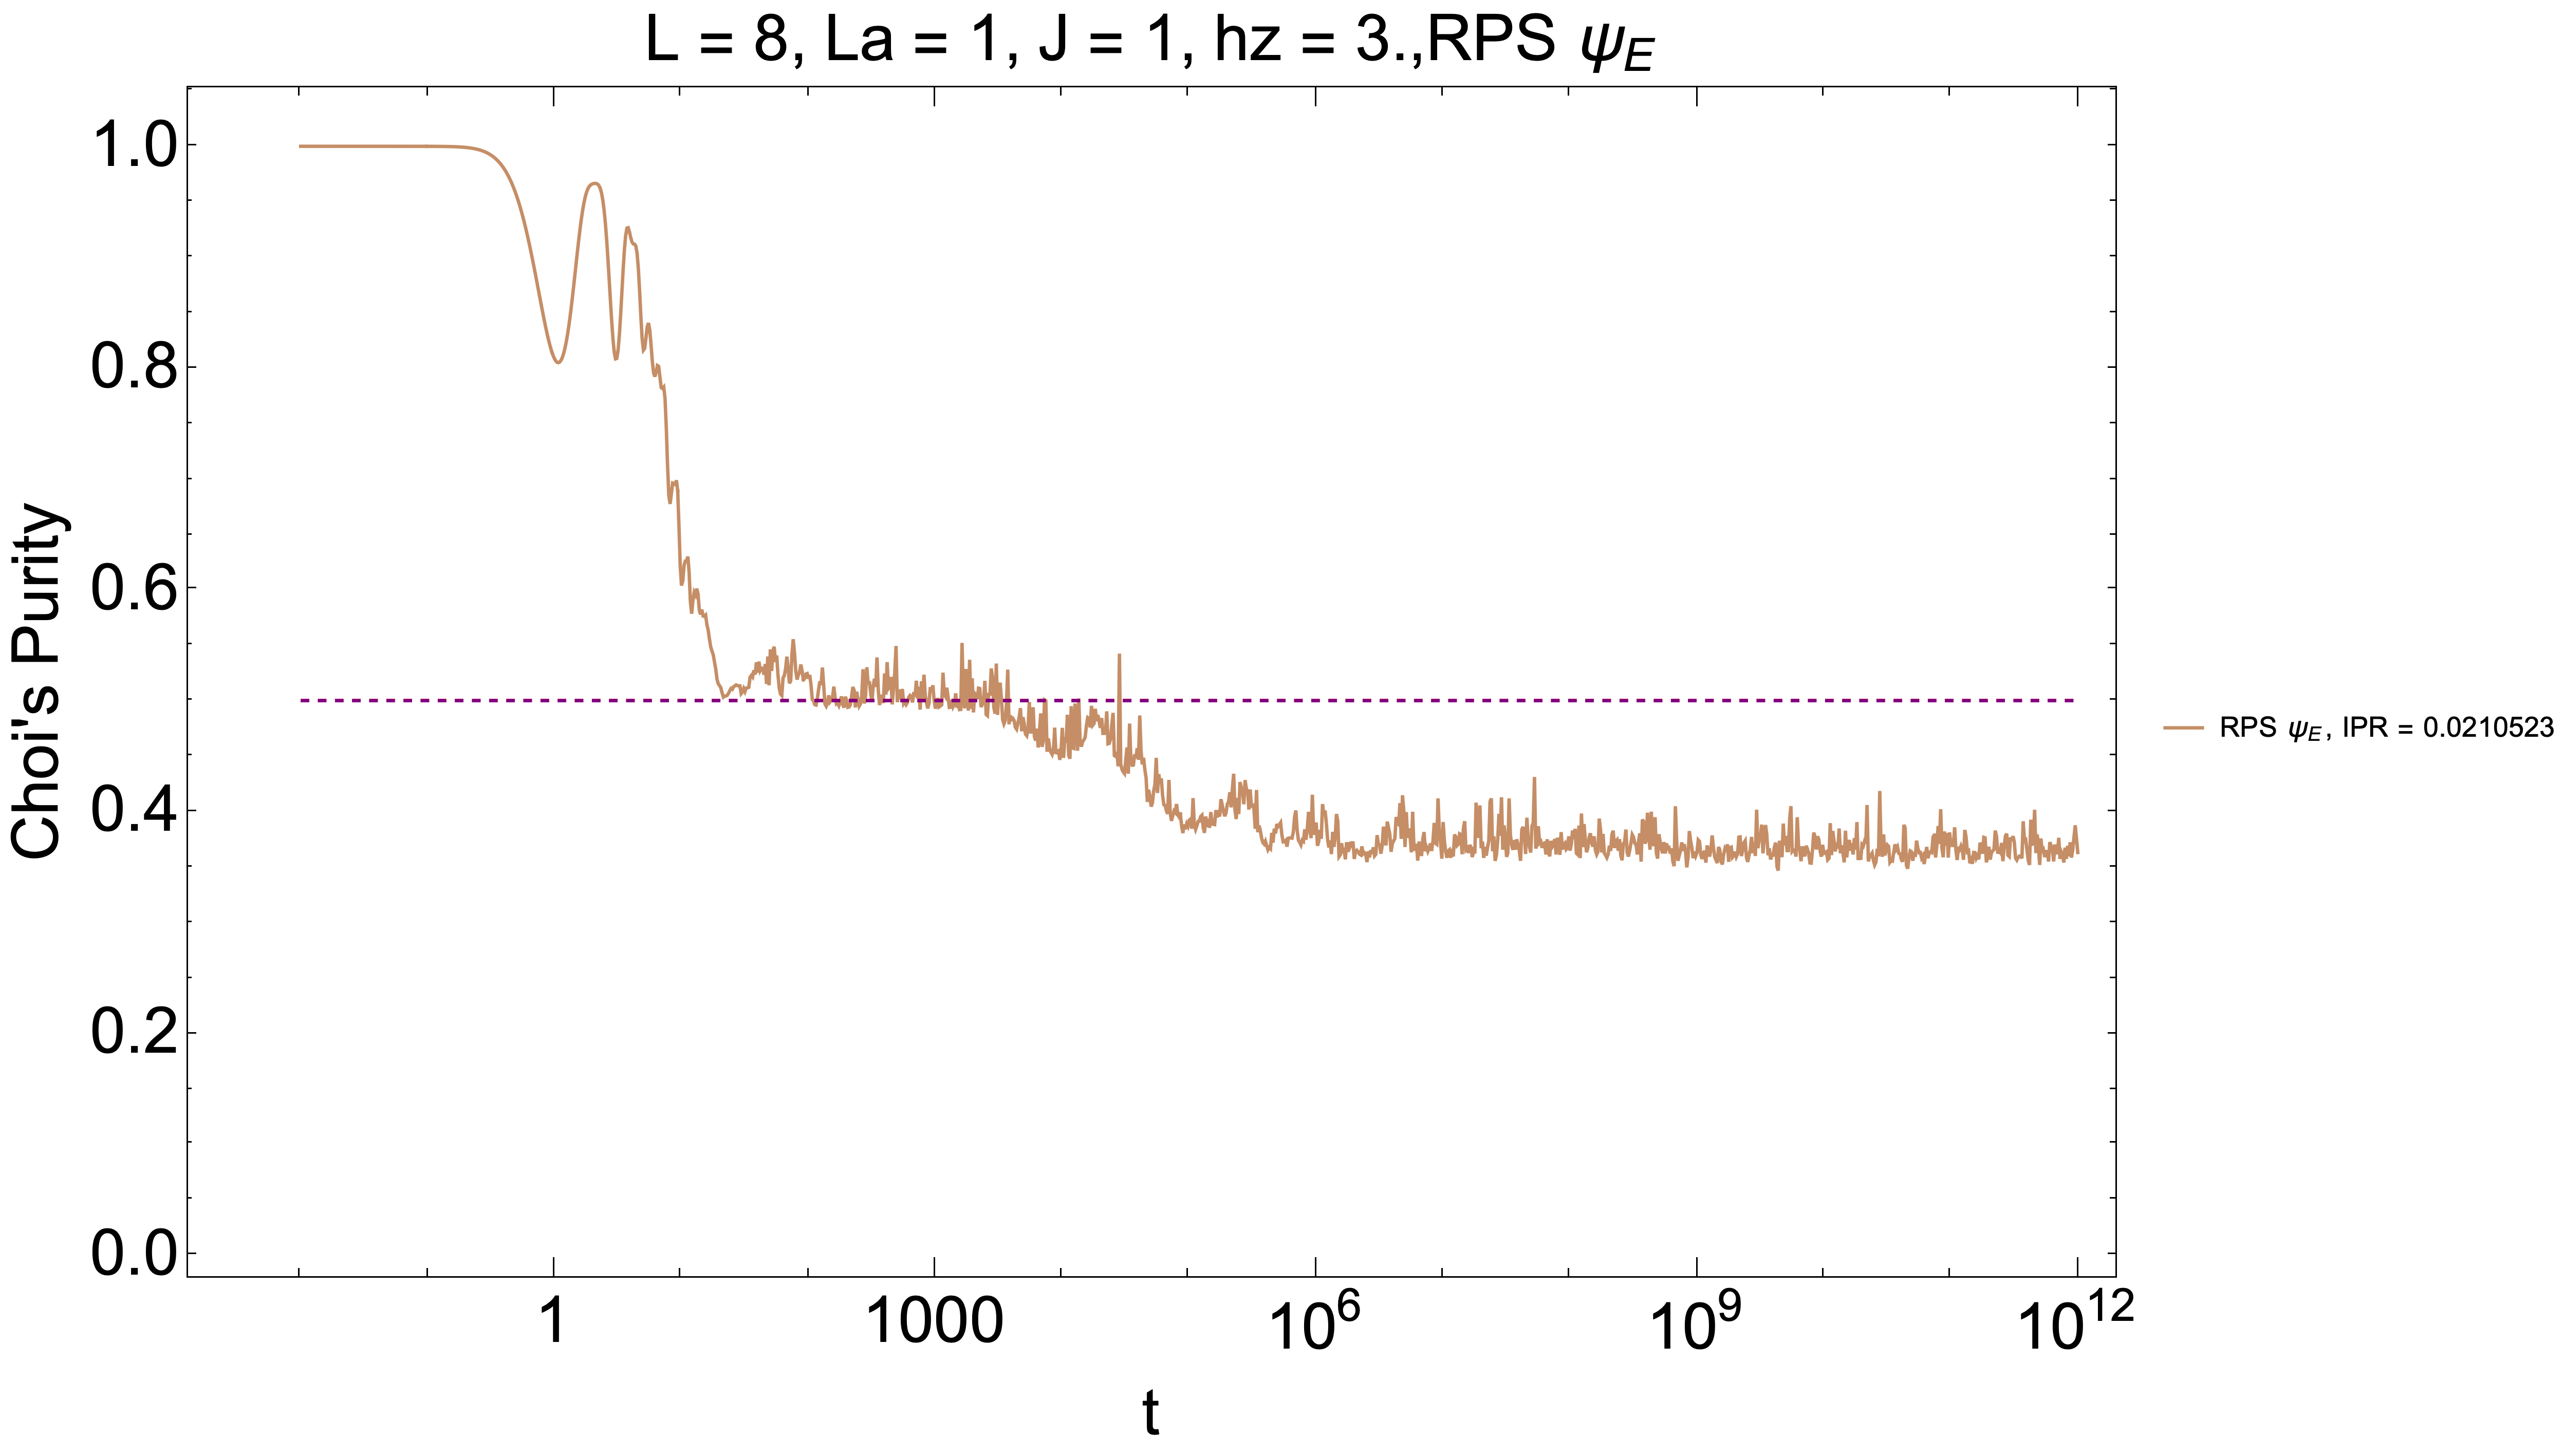 L = 8, La = 1, J = 1, hz = 3.,RPS ψE
Choi's Purity
1.0
0.8
0.6
0.4
0.2
0.0
1 1000 10^6 10^9 10^12
t
RPS ψE, IPR = 0.0210523